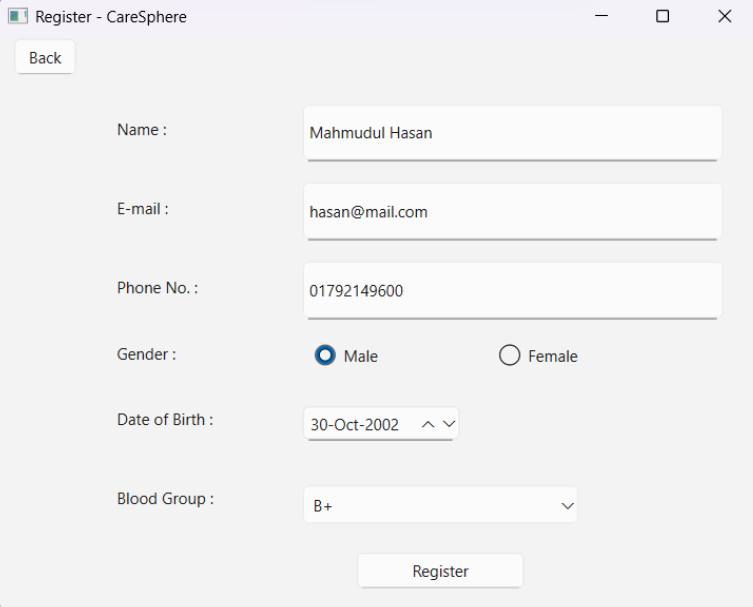 Register - CareSphere
Back
Name : Mahmudul Hasan
E-mail : hasan@mail.com
Phone No. : 01792149600
Gender : Male Female
Date of Birth : 30-Oct-2002
Blood Group : B+
Register